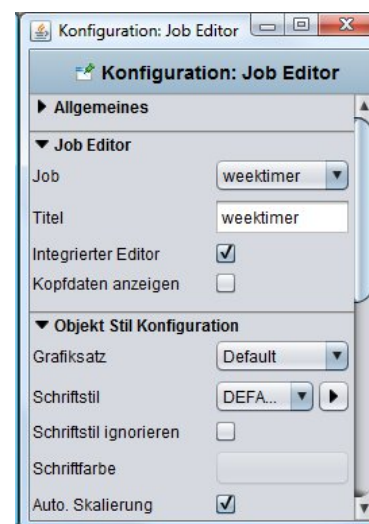 Konfiguration: Job Editor
Konfiguration: Job Editor
Allgemeines
Job Editor
Job weektimer
Titel weektimer
Integrierter Editor
Kopfdaten anzeigen
Objekt Stil Konfiguration
Grafiksatz Default
Schriftstil DEFA...
Schriftstil ignorieren
Schriftfarbe
Auto. Skalierung